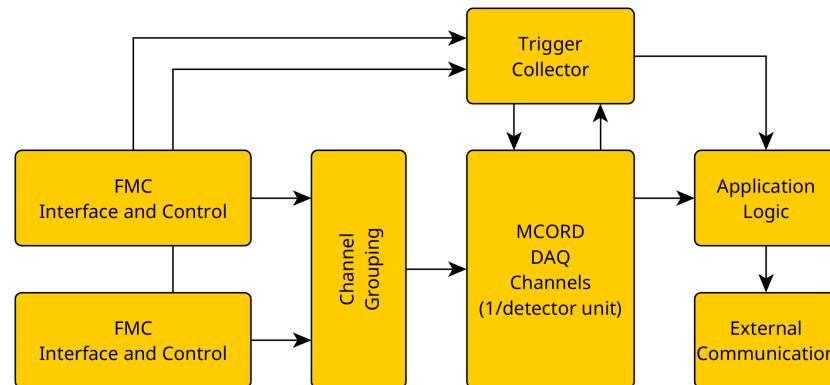 Trigger
Collector
FMC
Interface and Control
Channel
Grouping
MCORD
DAQ
Channels
(1/detector unit)
Application
Logic
FMC
Interface and Control
External
Communication